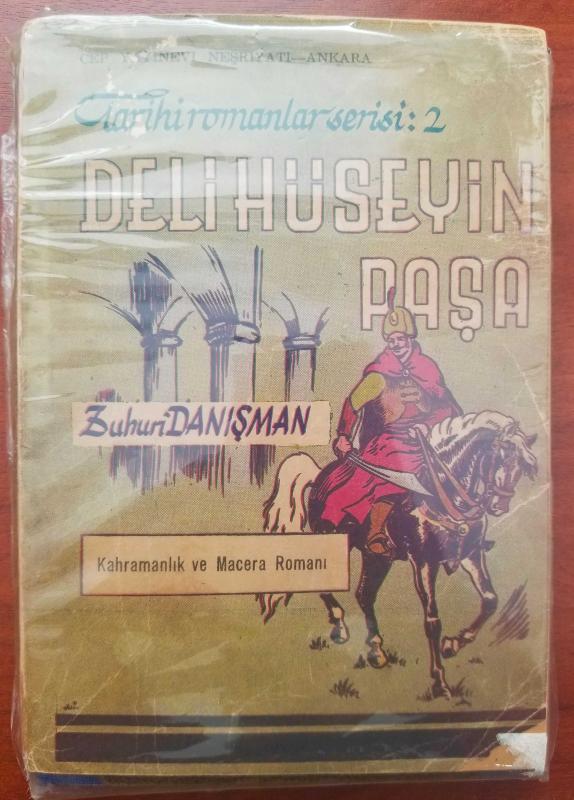 CEP YAYINEVİ NEŞRİYATI—ANKARA
Tarihi romanlar serisi: 2
DELİ HÜSEYİN
PAŞA
Zuhuri DANIŞMAN
Kahramanlık ve Macera Romanı